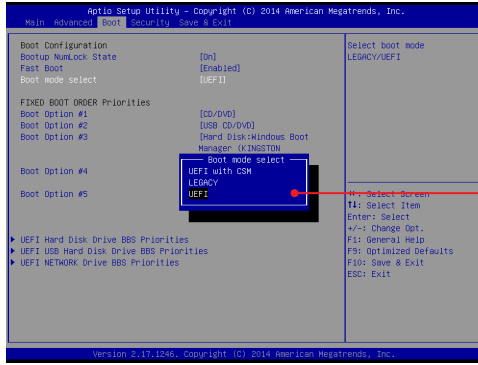 Aptio Setup Utility - Copyright (C) 2014 American Megatrends, Inc.
Main Advanced Boot Security Save & Exit
Boot Configuration
Bootup NumLock State [On]
Fast Boot [Enabled]
Boot mode select [UEFI]
FIXED BOOT ORDER Priorities
Boot Option #1 [CD/DVD]
Boot Option #2 [USB CD/DVD]
Boot Option #3 [Hard Disk:Windows Boot
Manager (KINGSTON
Boot mode select
UEFI with CSM
LEGACY
UEFI
Boot Option #4
Boot Option #5
UEFI Hard Disk Drive BBS Priorities
UEFI USB Hard Disk Drive BBS Priorities
UEFI NETWORK Drive BBS Priorities
Select boot mode
LEGACY/UEFI
: Select Screen
↑↓: Select Item
Enter: Select
+/-: Change Opt.
F1: General Help
F9: Optimized Defaults
F10: Save & Exit
ESC: Exit
Version 2.17.1246. Copyright (C) 2014 American Megatrends, Inc.